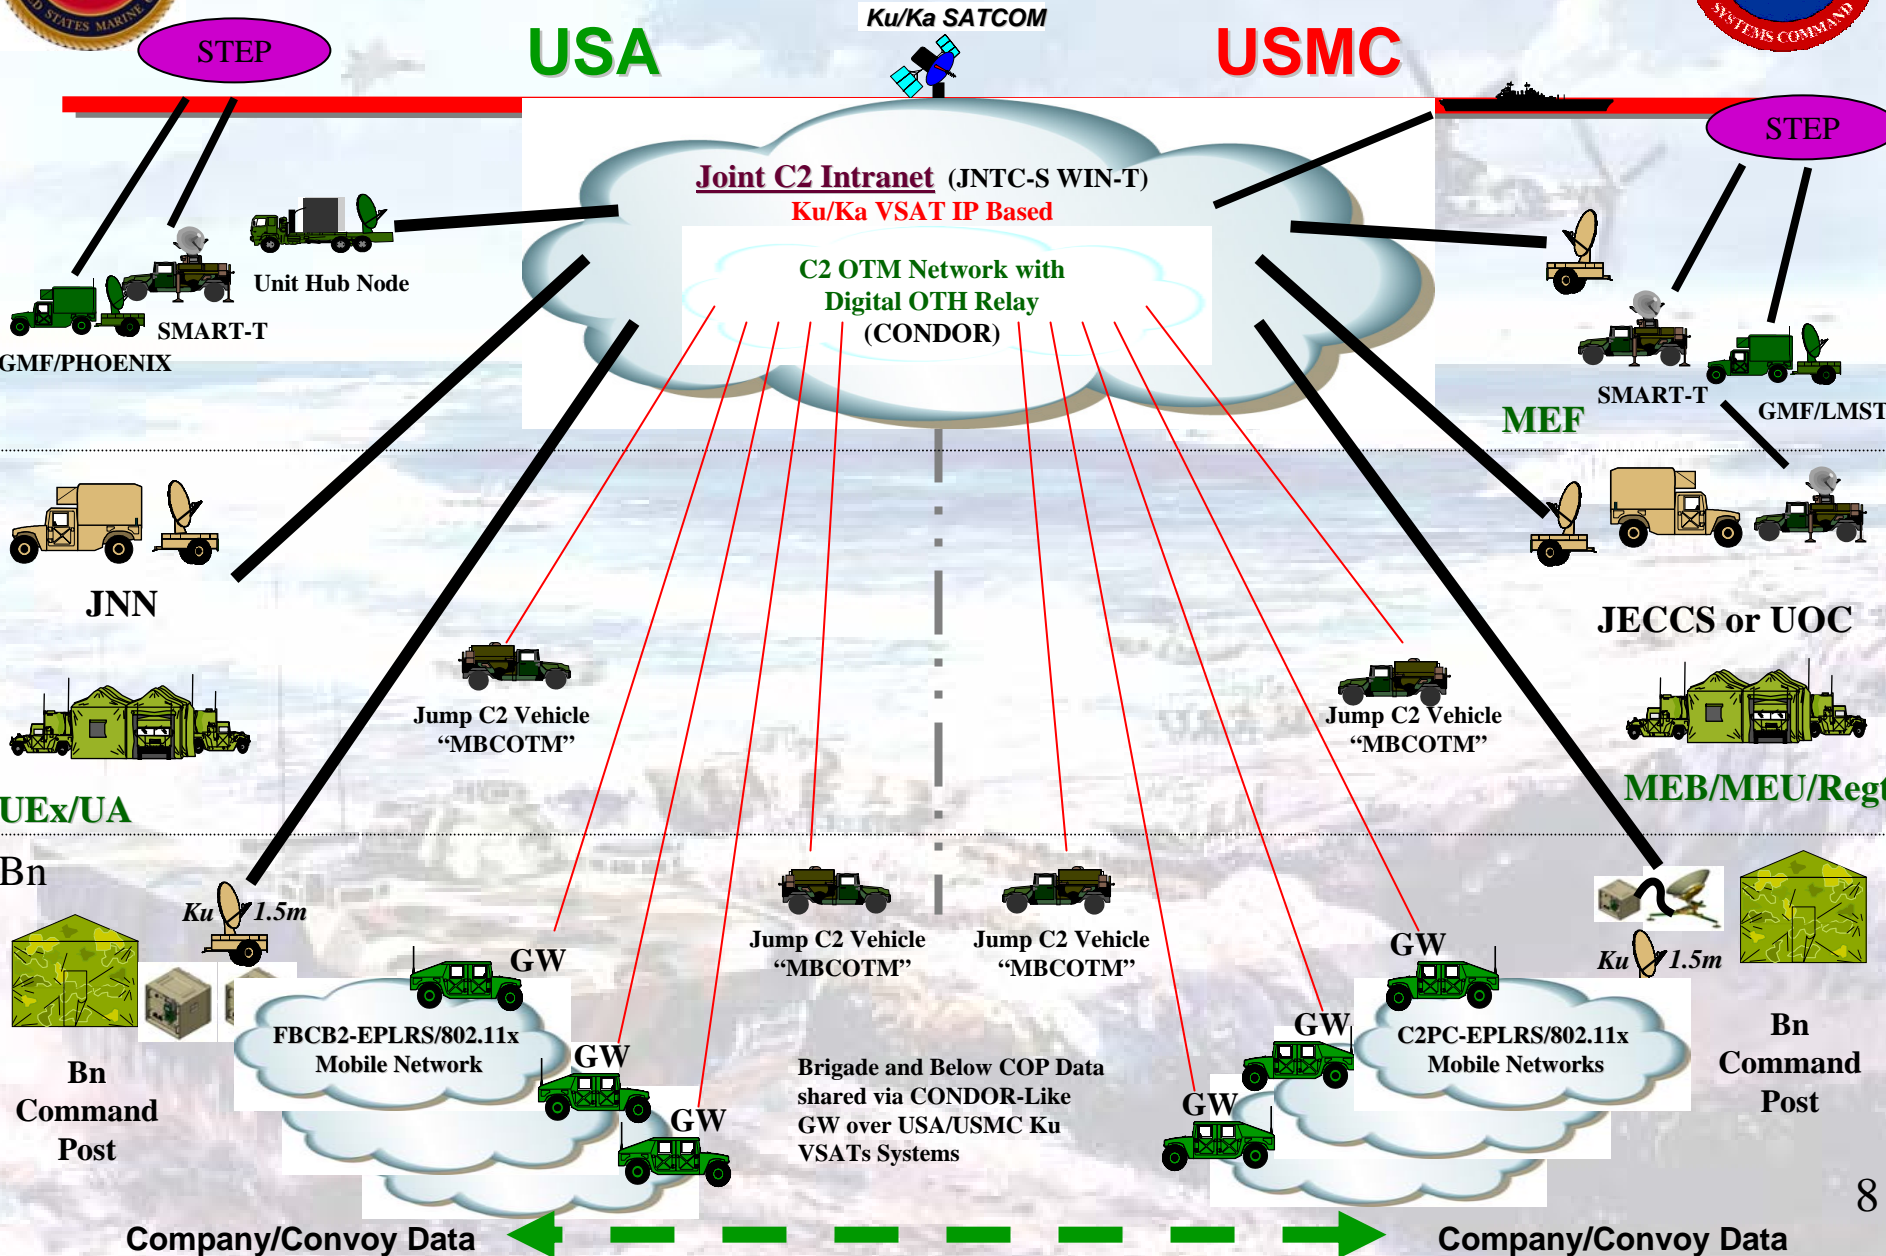 STATES MARINE
SYSTEMS COMMAND
Ku/Ka SATCOM
STEP
USA
USMC
STEP
Joint C2 Intranet (JNTC-S WIN-T)
Ku/Ka VSAT IP Based
C2 OTM Network with
Digital OTH Relay
(CONDOR)
Unit Hub Node
SMART-T
GMF/PHOENIX
SMART-T
GMF/LMST
MEF
JNN
JECCS or UOC
Jump C2 Vehicle
“MBCOTM”
Jump C2 Vehicle
“MBCOTM”
UEx/UA
MEB/MEU/Regt
Bn
Ku 1.5m
Jump C2 Vehicle
“MBCOTM”
Jump C2 Vehicle
“MBCOTM”
Ku 1.5m
GW
GW
GW
FBCB2-EPLRS/802.11x
Mobile Network
GW
GW
GW
C2PC-EPLRS/802.11x
Mobile Networks
Bn
Command
Post
Brigade and Below COP Data
shared via CONDOR-Like
GW over USA/USMC Ku
VSATs Systems
Bn
Command
Post
8
Company/Convoy Data
Company/Convoy Data